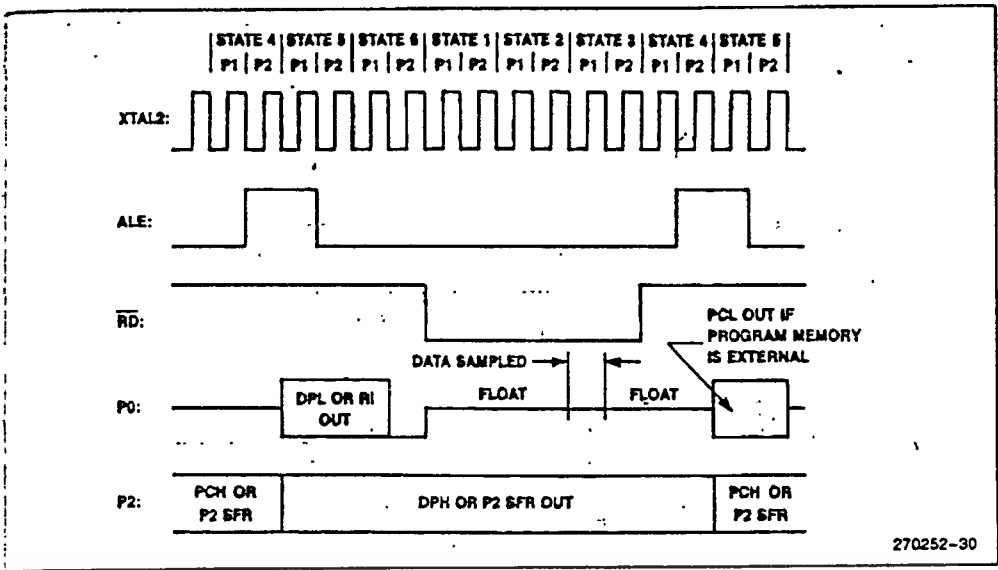 STATE 4 STATE 5 STATE 6 STATE 1 STATE 2 STATE 3 STATE 4 STATE 5
P1 P2 P1 P2 P1 P2 P1 P2 P1 P2 P1 P2 P1 P2 P1 P2
XTAL2:
ALE:
RD:
PCL OUT IF
PROGRAM MEMORY
IS EXTERNAL
DATA SAMPLED
P0:
DPL OR RI
OUT
FLOAT
FLOAT
P2:
PCH OR
P2 SFR
DPH OR P2 SFR OUT
PCH OR
P2 SFR
270252-30